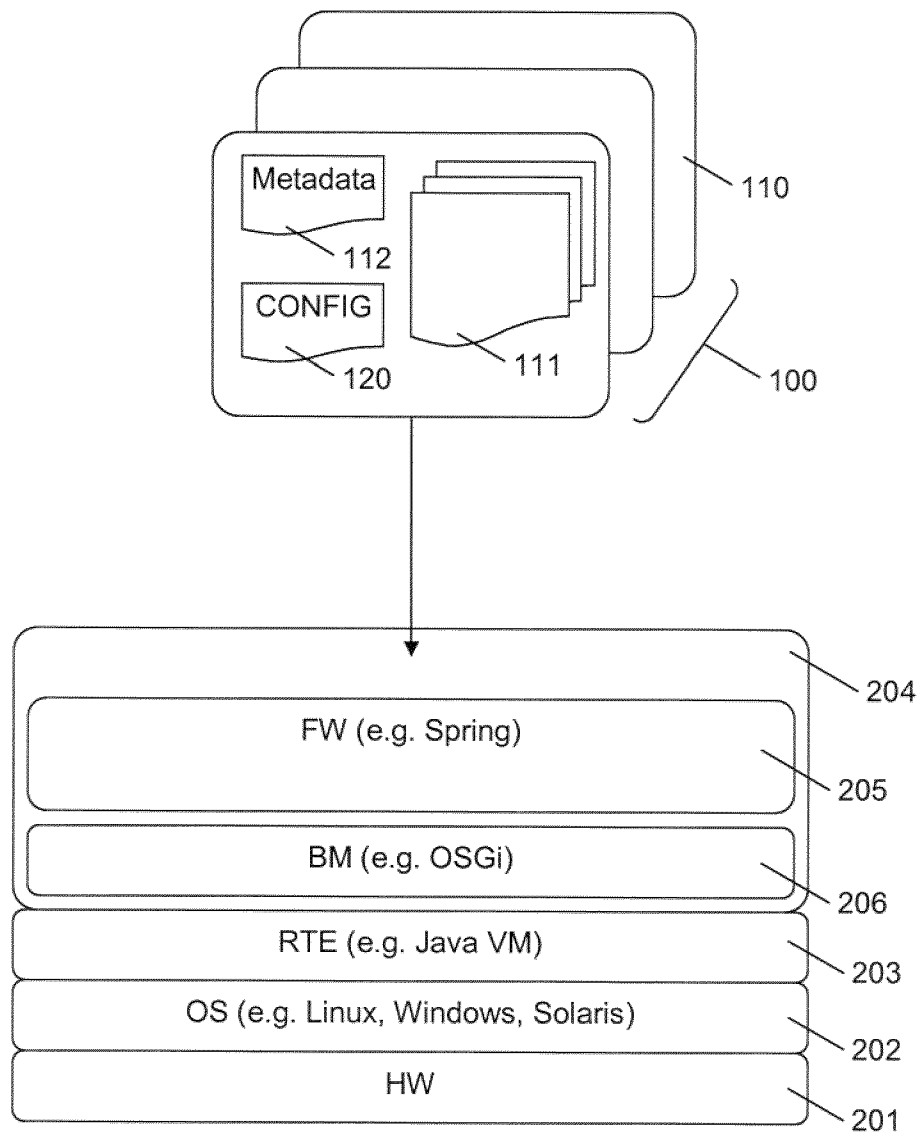 Metadata
110
112
CONFIG
111
120
100
204
FW (e.g. Spring)
205
BM (e.g. OSGi)
206
RTE (e.g. Java VM)
203
OS (e.g. Linux, Windows, Solaris)
202
HW
201